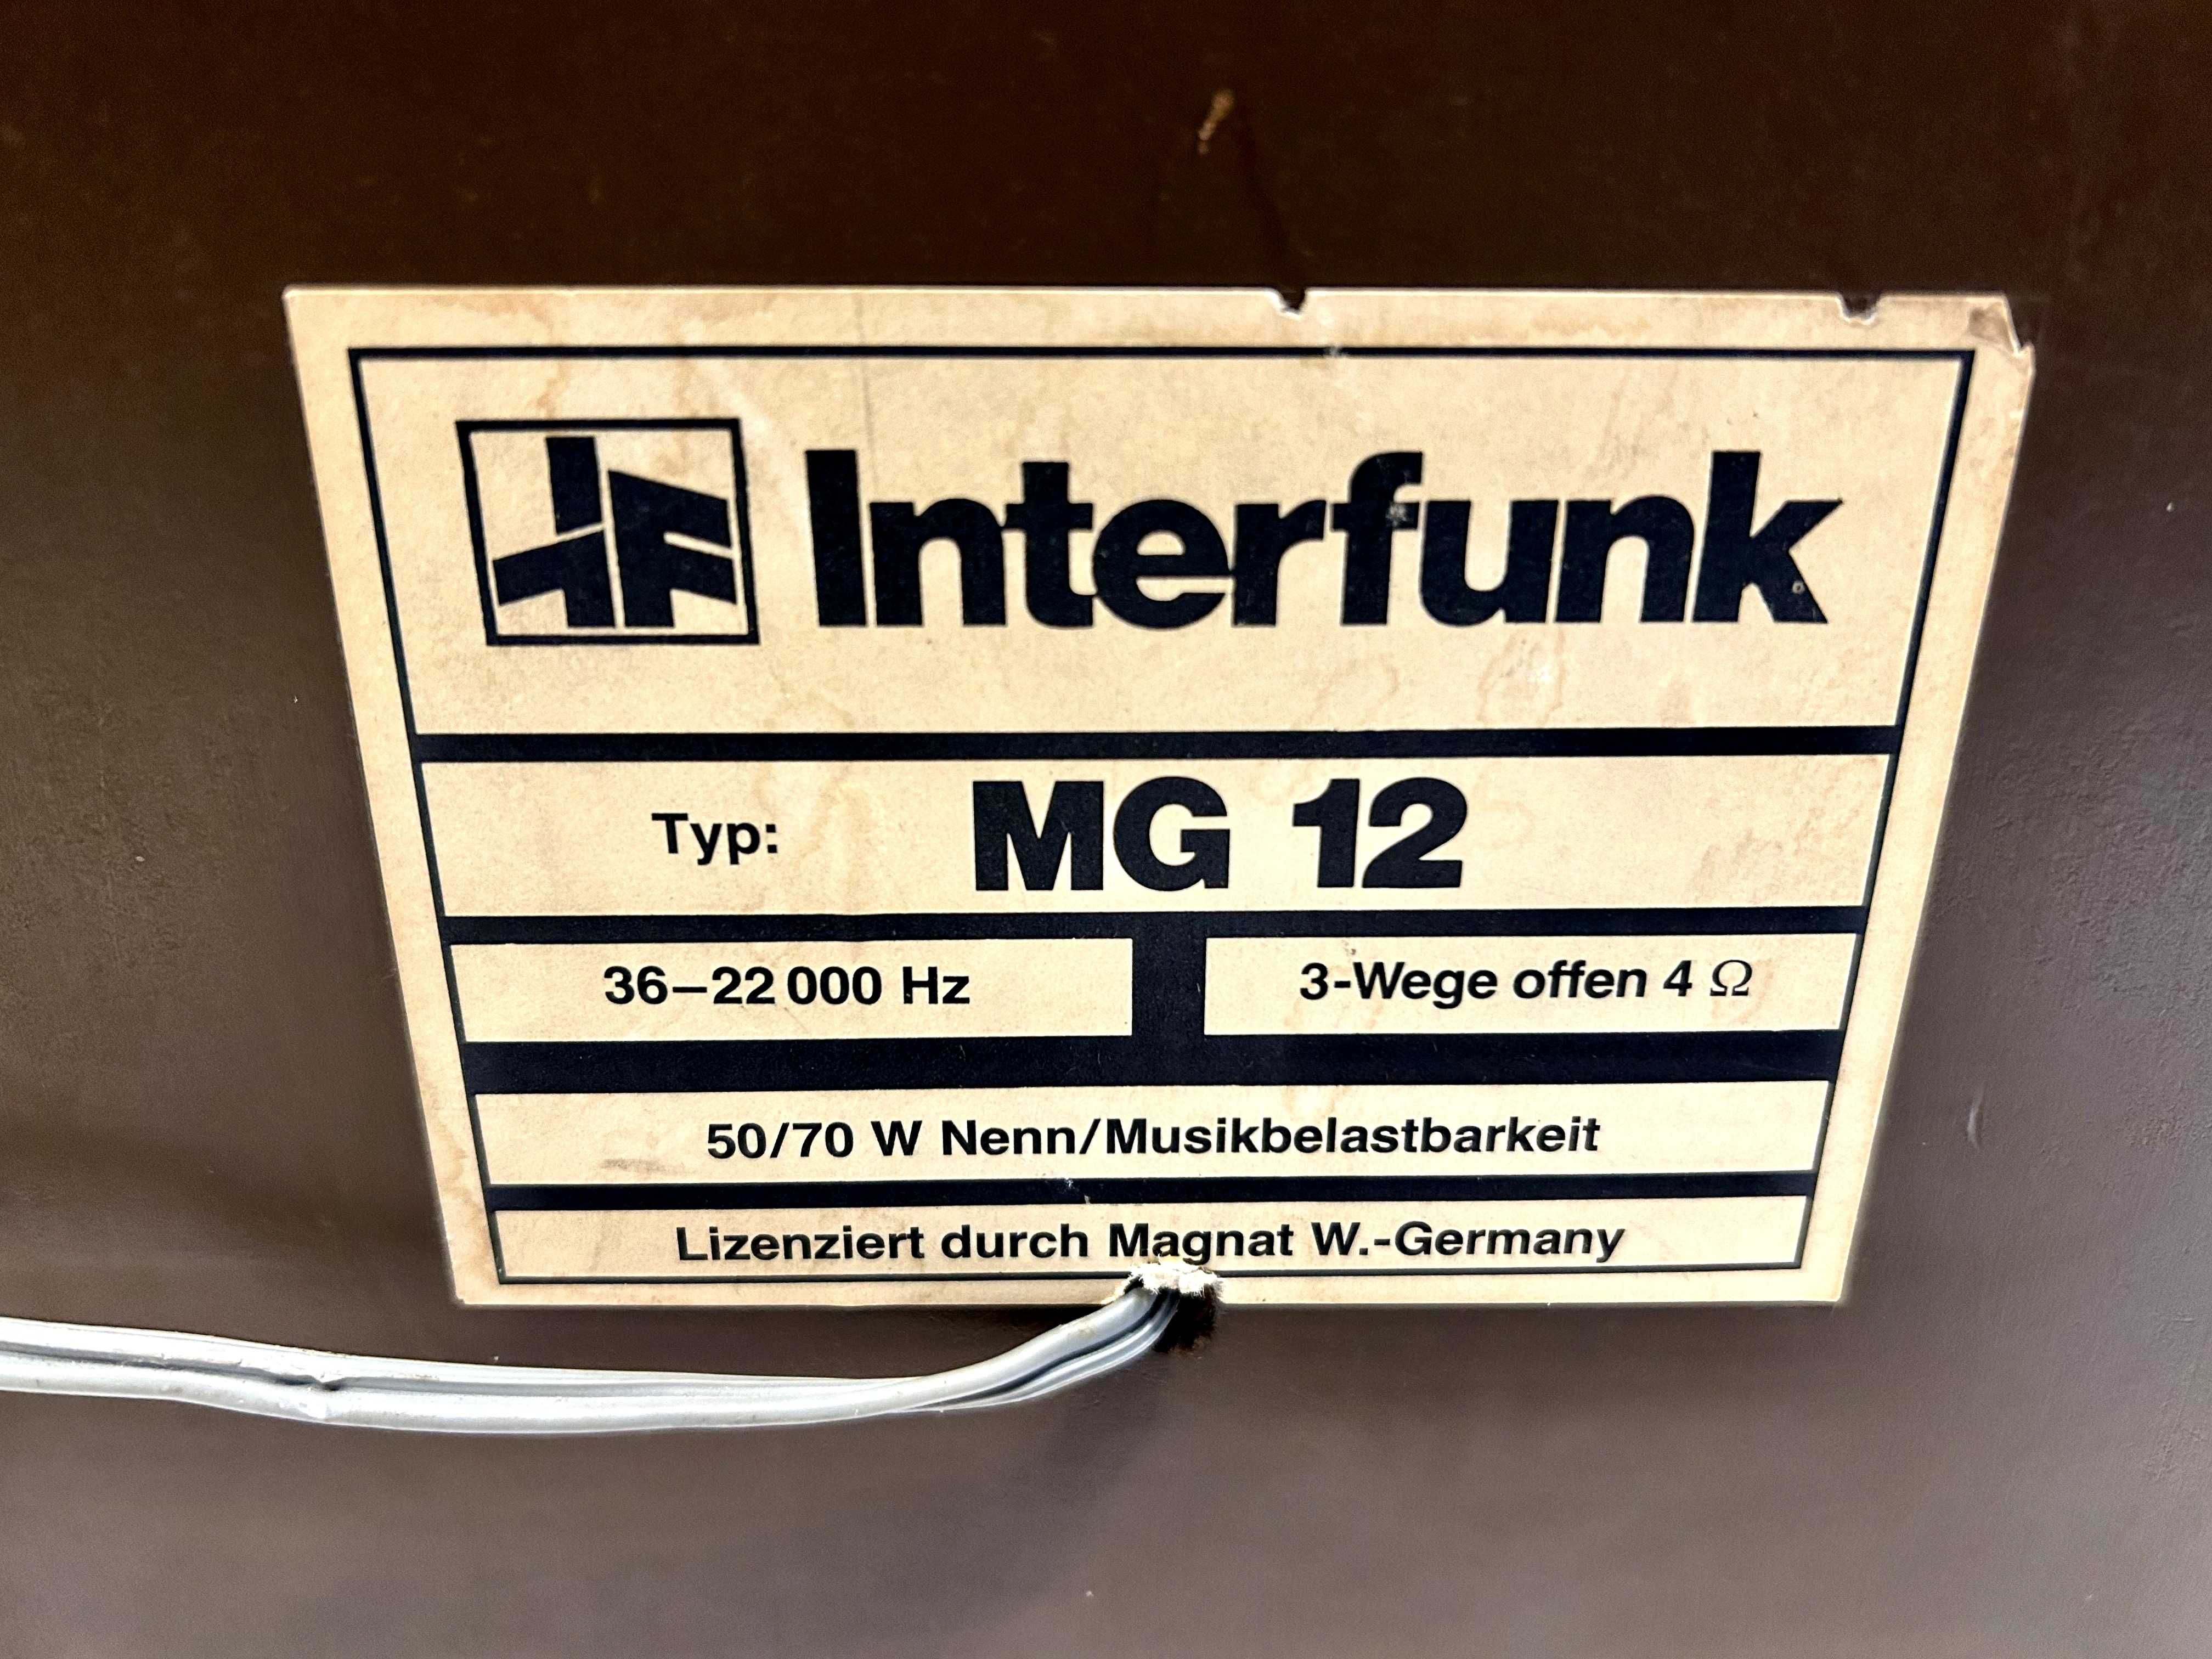 Interfunk
Typ: MG 12
36–22 000 Hz
3-Wege offen 4 Ω
50/70 W Nenn/Musikbelastbarkeit
Lizenziert durch Magnat W.-Germany